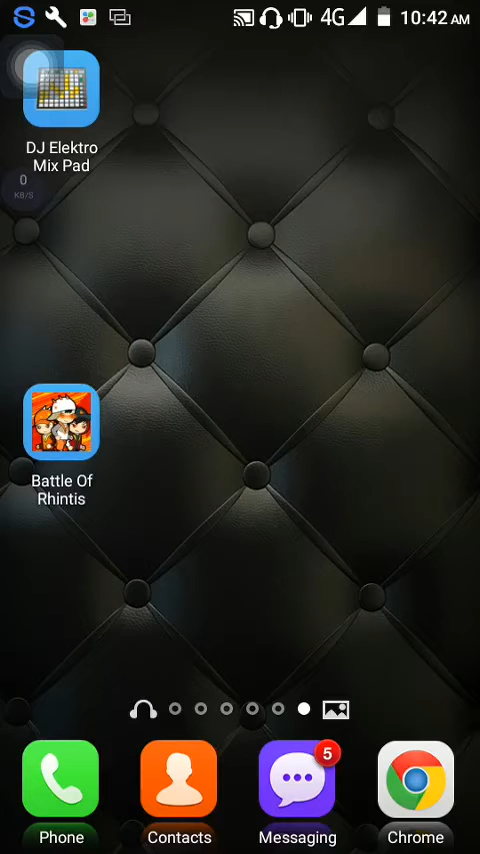 4G 10:42 AM
DJ Elektro
Mix Pad
0
KB/S
Battle Of
Rhintis
5
Phone Contacts Messaging Chrome